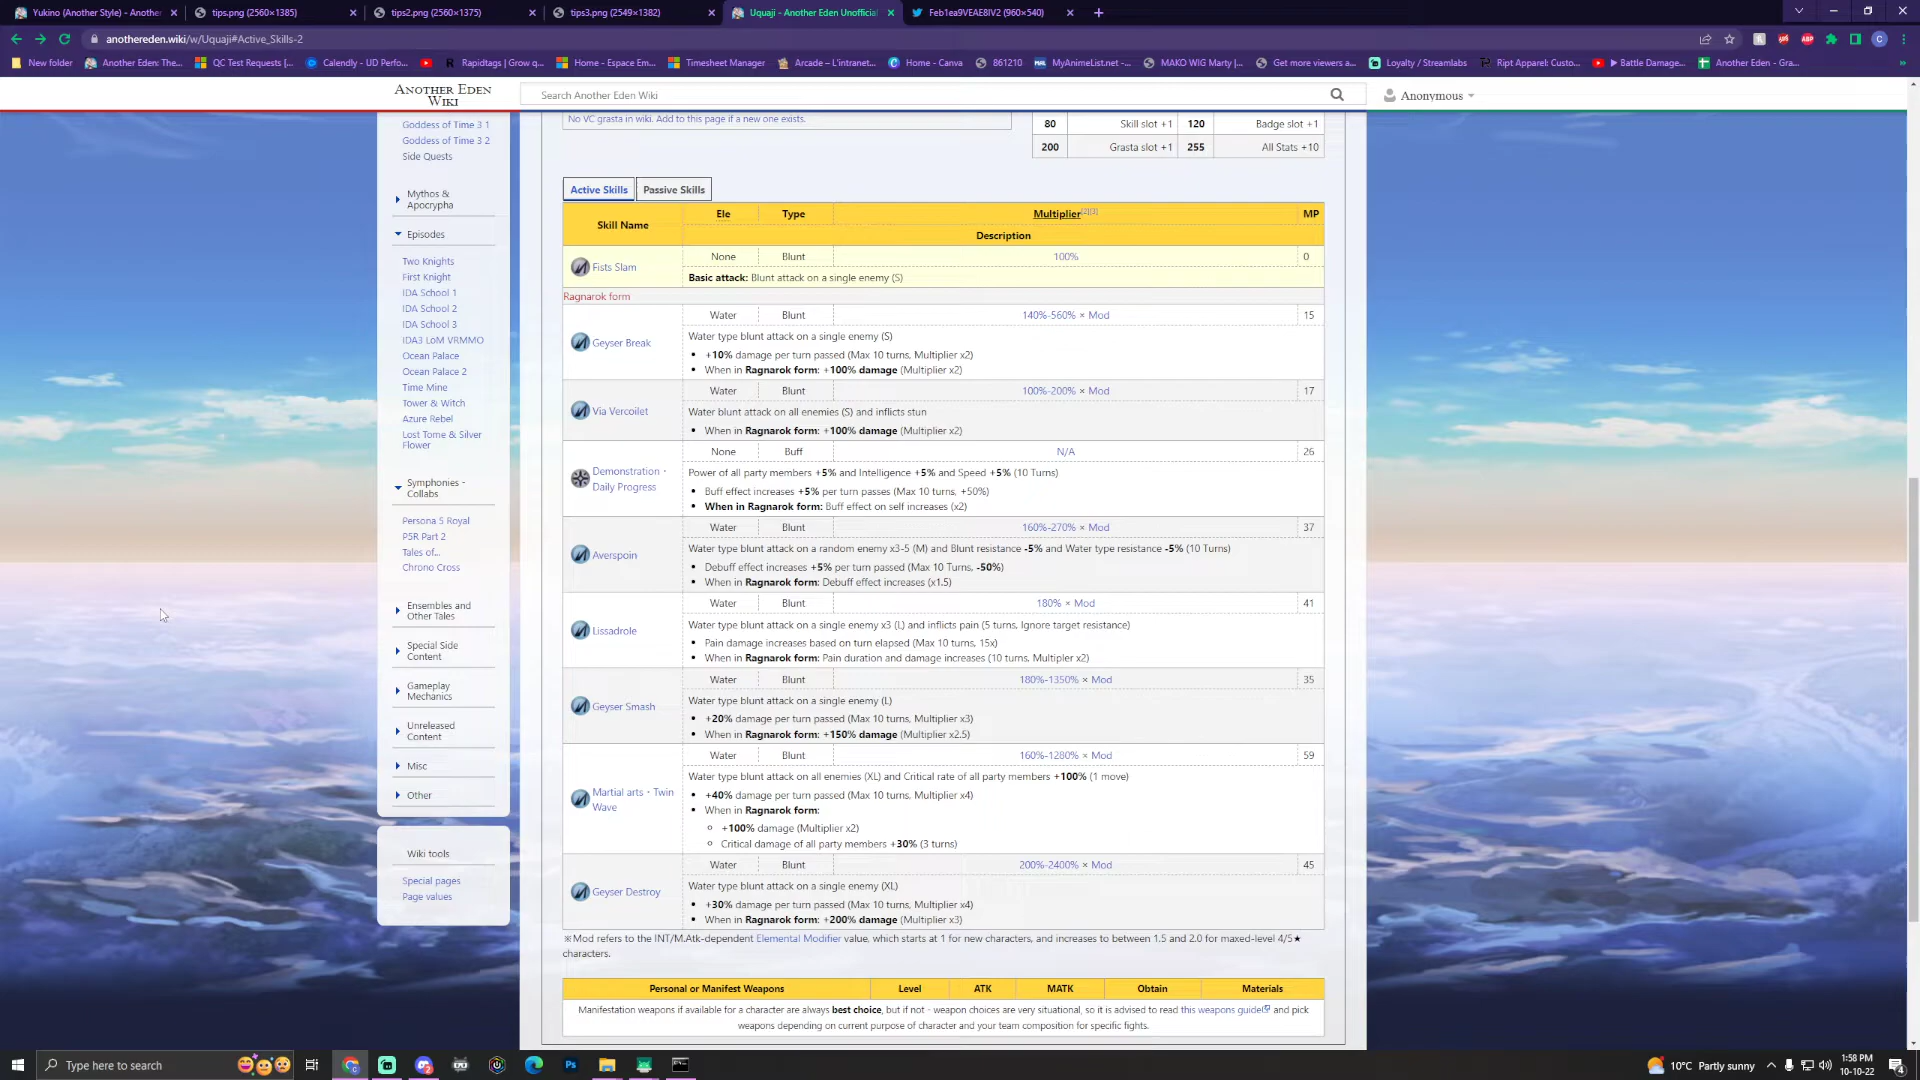 Yukino (Another Style) - Another
tips.png (2560×1385)
tips2.png (2560×1375)
tips3.png (2549×1382)
Uquaji - Another Eden Unofficial
Feb1ea9VEAE8IV2 (960×540)
anothereden.wiki/w/Uquaji#Active_Skills-2
New folder
Another Eden: The...
QC Test Requests [...
Calendly - UD Perfo...
Rapidtags | Grow q...
Home - Espace Em...
Timesheet Manager
Arcade – L'intranet...
Home - Canva
861210
MyAnimeList.net -...
MAKO WIG Marty |...
Get more viewers a...
Loyalty / Streamlabs
Ript Apparel: Custo...
► Battle Damage...
Another Eden - Gra...
ANOTHER EDEN
WIKI
Search Another Eden Wiki
Anonymous
Goddess of Time 3 1
Goddess of Time 3 2
Side Quests
Mythos &
Apocrypha
Episodes
Two Knights
First Knight
IDA School 1
IDA School 2
IDA School 3
IDA3 LoM VRMMO
Ocean Palace
Ocean Palace 2
Time Mine
Tower & Witch
Azure Rebel
Lost Tome & Silver
Flower
Symphonies -
Collabs
Persona 5 Royal
P5R Part 2
Tales of...
Chrono Cross
Ensembles and
Other Tales
Special Side
Content
Gameplay
Mechanics
Unreleased
Content
Misc
Other
Wiki tools
Special pages
Page values
No VC grasta in wiki. Add to this page if a new one exists.
80 Skill slot +1 120 Badge slot +1
200 Grasta slot +1 255 All Stats +10
Active Skills Passive Skills
Skill Name Ele Type Multiplier[2][3] MP
Description
Fists Slam
None Blunt 100% 0
Basic attack: Blunt attack on a single enemy (S)
Ragnarok form
Geyser Break
Water Blunt 140%-560% × Mod 15
Water type blunt attack on a single enemy (S)
• +10% damage per turn passed (Max 10 turns, Multiplier x2)
• When in Ragnarok form: +100% damage (Multiplier x2)
Via Vercoilet
Water Blunt 100%-200% × Mod 17
Water blunt attack on all enemies (S) and inflicts stun
• When in Ragnarok form: +100% damage (Multiplier x2)
Demonstration・
Daily Progress
None Buff N/A 26
Power of all party members +5% and Intelligence +5% and Speed +5% (10 Turns)
• Buff effect increases +5% per turn passes (Max 10 turns, +50%)
• When in Ragnarok form: Buff effect on self increases (x2)
Averspoin
Water Blunt 160%-270% × Mod 37
Water type blunt attack on a random enemy x3-5 (M) and Blunt resistance -5% and Water type resistance -5% (10 Turns)
• Debuff effect increases +5% per turn passed (Max 10 Turns, -50%)
• When in Ragnarok form: Debuff effect increases (x1.5)
Lissadrole
Water Blunt 180% × Mod 41
Water type blunt attack on a single enemy x3 (L) and inflicts pain (5 turns, Ignore target resistance)
• Pain damage increases based on turn elapsed (Max 10 turns, 15x)
• When in Ragnarok form: Pain duration and damage increases (10 turns, Multipler x2)
Geyser Smash
Water Blunt 180%-1350% × Mod 35
Water type blunt attack on a single enemy (L)
• +20% damage per turn passed (Max 10 turns, Multiplier x3)
• When in Ragnarok form: +150% damage (Multiplier x2.5)
Martial arts・Twin
Wave
Water Blunt 160%-1280% × Mod 59
Water type blunt attack on all enemies (XL) and Critical rate of all party members +100% (1 move)
• +40% damage per turn passed (Max 10 turns, Multiplier x4)
• When in Ragnarok form:
○ +100% damage (Multiplier x2)
○ Critical damage of all party members +30% (3 turns)
Geyser Destroy
Water Blunt 200%-2400% × Mod 45
Water type blunt attack on a single enemy (XL)
• +30% damage per turn passed (Max 10 turns, Multiplier x4)
• When in Ragnarok form: +200% damage (Multiplier x3)
※Mod refers to the INT/M.Atk-dependent Elemental Modifier value, which starts at 1 for new characters, and increases to between 1.5 and 2.0 for maxed-level 4/5★
characters.
Personal or Manifest Weapons Level ATK MATK Obtain Materials
Manifestation weapons if available for a character are always best choice, but if not - weapon choices are very situational, so it is advised to read this weapons guide and pick
weapons depending on current purpose of character and your team composition for specific fights.
Type here to search
10°C Partly sunny
1:58 PM
10-10-22